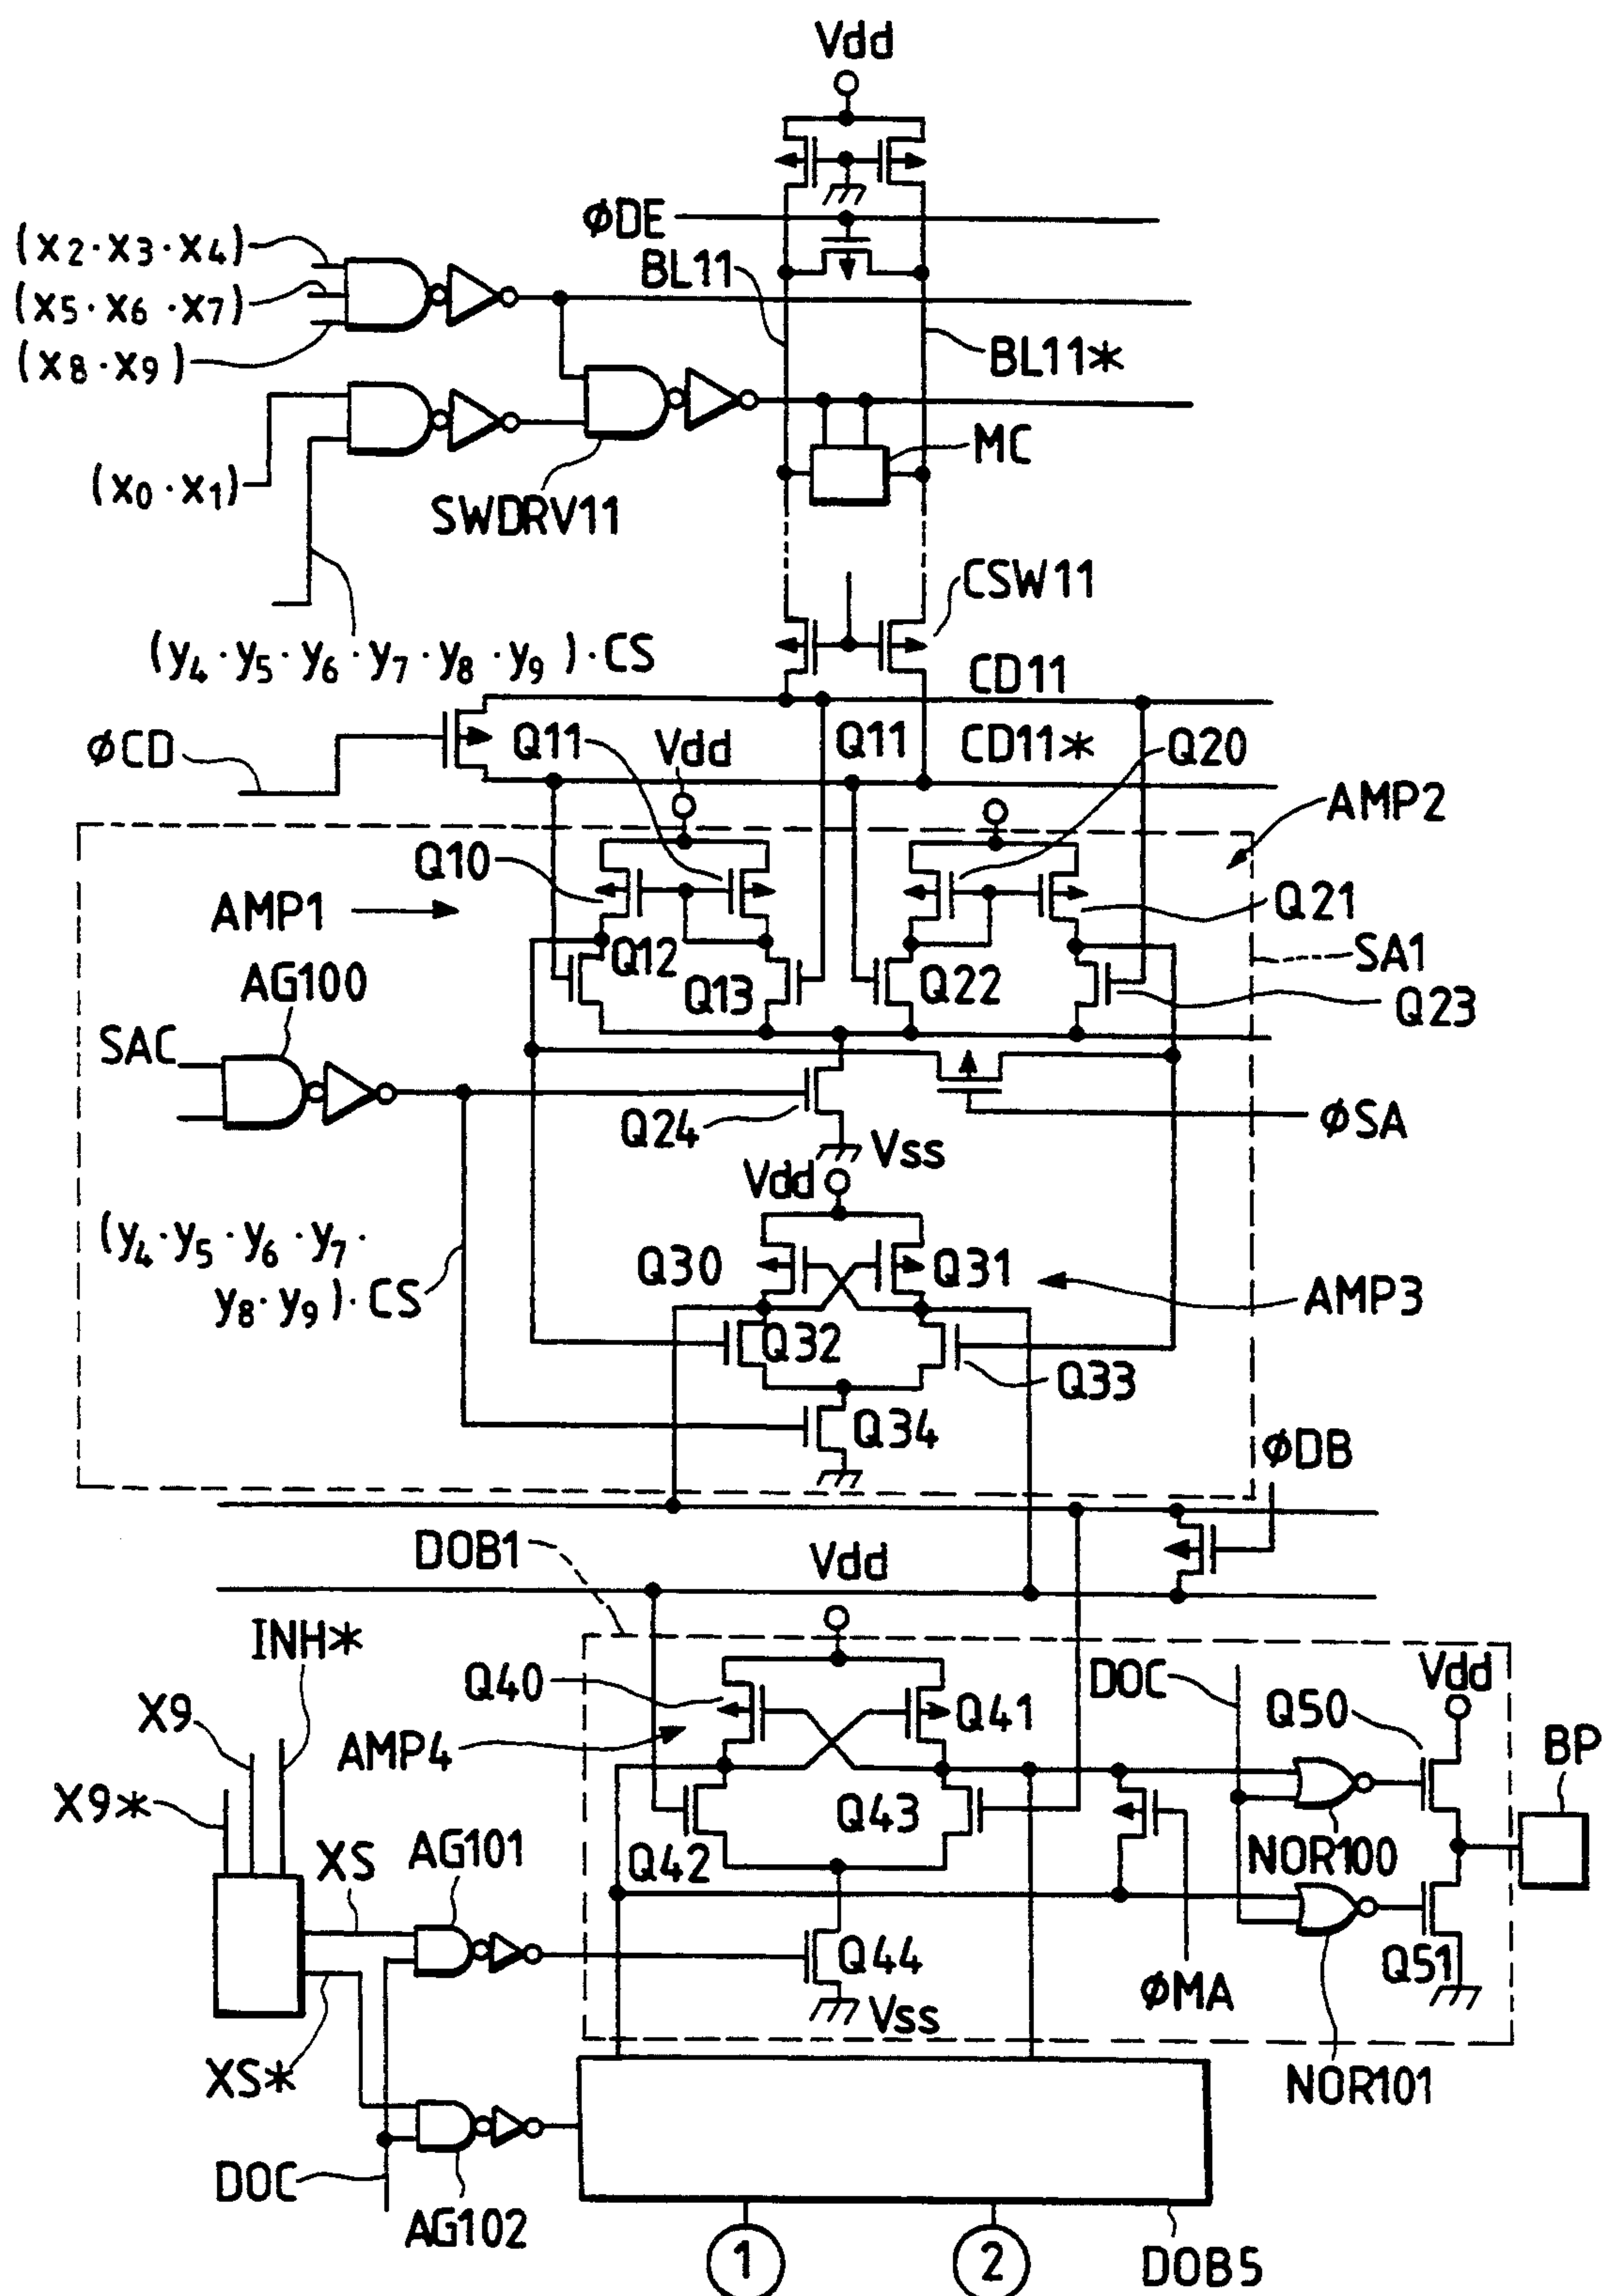 Vdd
φDE
(x2·x3·x4)
BL11
(x5·x6·x7)
(x8·x9)
BL11*
MC
(x0·x1)
SWDRV11
CSW11
(y4·y5·y6·y7·y8·y9)·CS
CD11
φCD
Q11
Vdd
Q11
CD11*
Q20
AMP2
Q10
AMP1
Q21
Q12
SA1
AG100
Q13
Q22
Q23
SAC
Q24
φSA
Vss
Vdd
(y4·y5·y6·y7·
y8·y9)·CS
Q30
Q31
AMP3
Q32
Q33
Q34
φDB
DOB1
Vdd
INH*
Q40
DOC
Vdd
X9
Q41
Q50
AMP4
BP
X9*
Q43
XS
AG101
Q42
NOR100
Q44
Q51
φMA
Vss
XS*
NOR101
DOC
AG102
1
2
DOB5